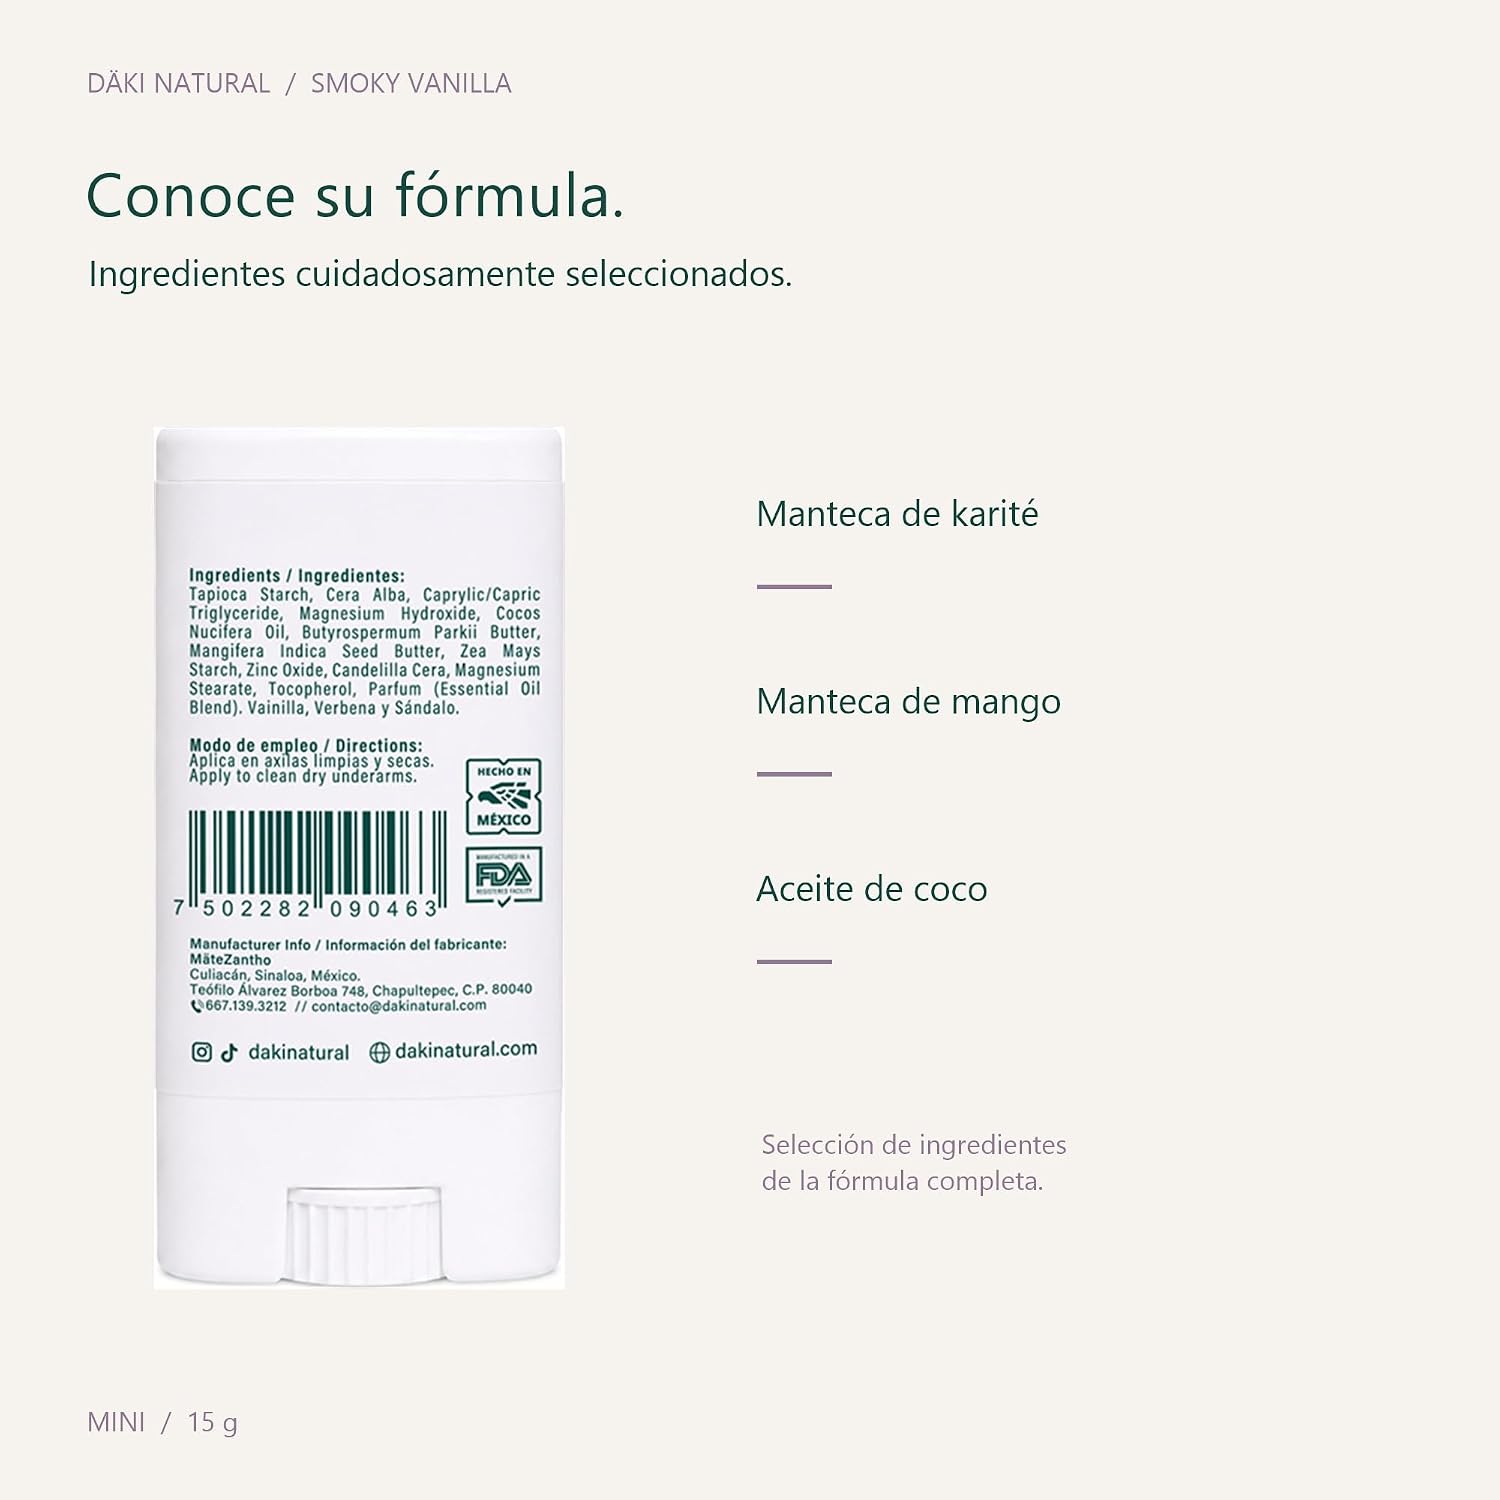 DÄKI NATURAL / SMOKY VANILLA
Conoce su fórmula.
Ingredientes cuidadosamente seleccionados.
Ingredients / Ingredientes:
Tapioca Starch, Cera Alba, Caprylic/Capric
Triglyceride, Magnesium Hydroxide, Cocos
Nucifera Oil, Butyrospermum Parkii Butter,
Mangifera Indica Seed Butter, Zea Mays
Starch, Zinc Oxide, Candelilla Cera, Magnesium
Stearate, Tocopherol, Parfum (Essential Oil
Blend). Vainilla, Verbena y Sándalo.
Modo de empleo / Directions:
Aplica en axilas limpias y secas.
Apply to clean dry underarms.
HECHO EN
MÉXICO
MANUFACTURED IN A
FDA
REGISTERED FACILITY
7 502282 090463
Manufacturer Info / Información del fabricante:
MäteZantho
Culiacán, Sinaloa, México.
Teófilo Álvarez Borboa 748, Chapultepec, C.P. 80040
667.139.3212 // contacto@dakinatural.com
dakinatural dakinatural.com
Manteca de karité
Manteca de mango
Aceite de coco
Selección de ingredientes
de la fórmula completa.
MINI / 15 g